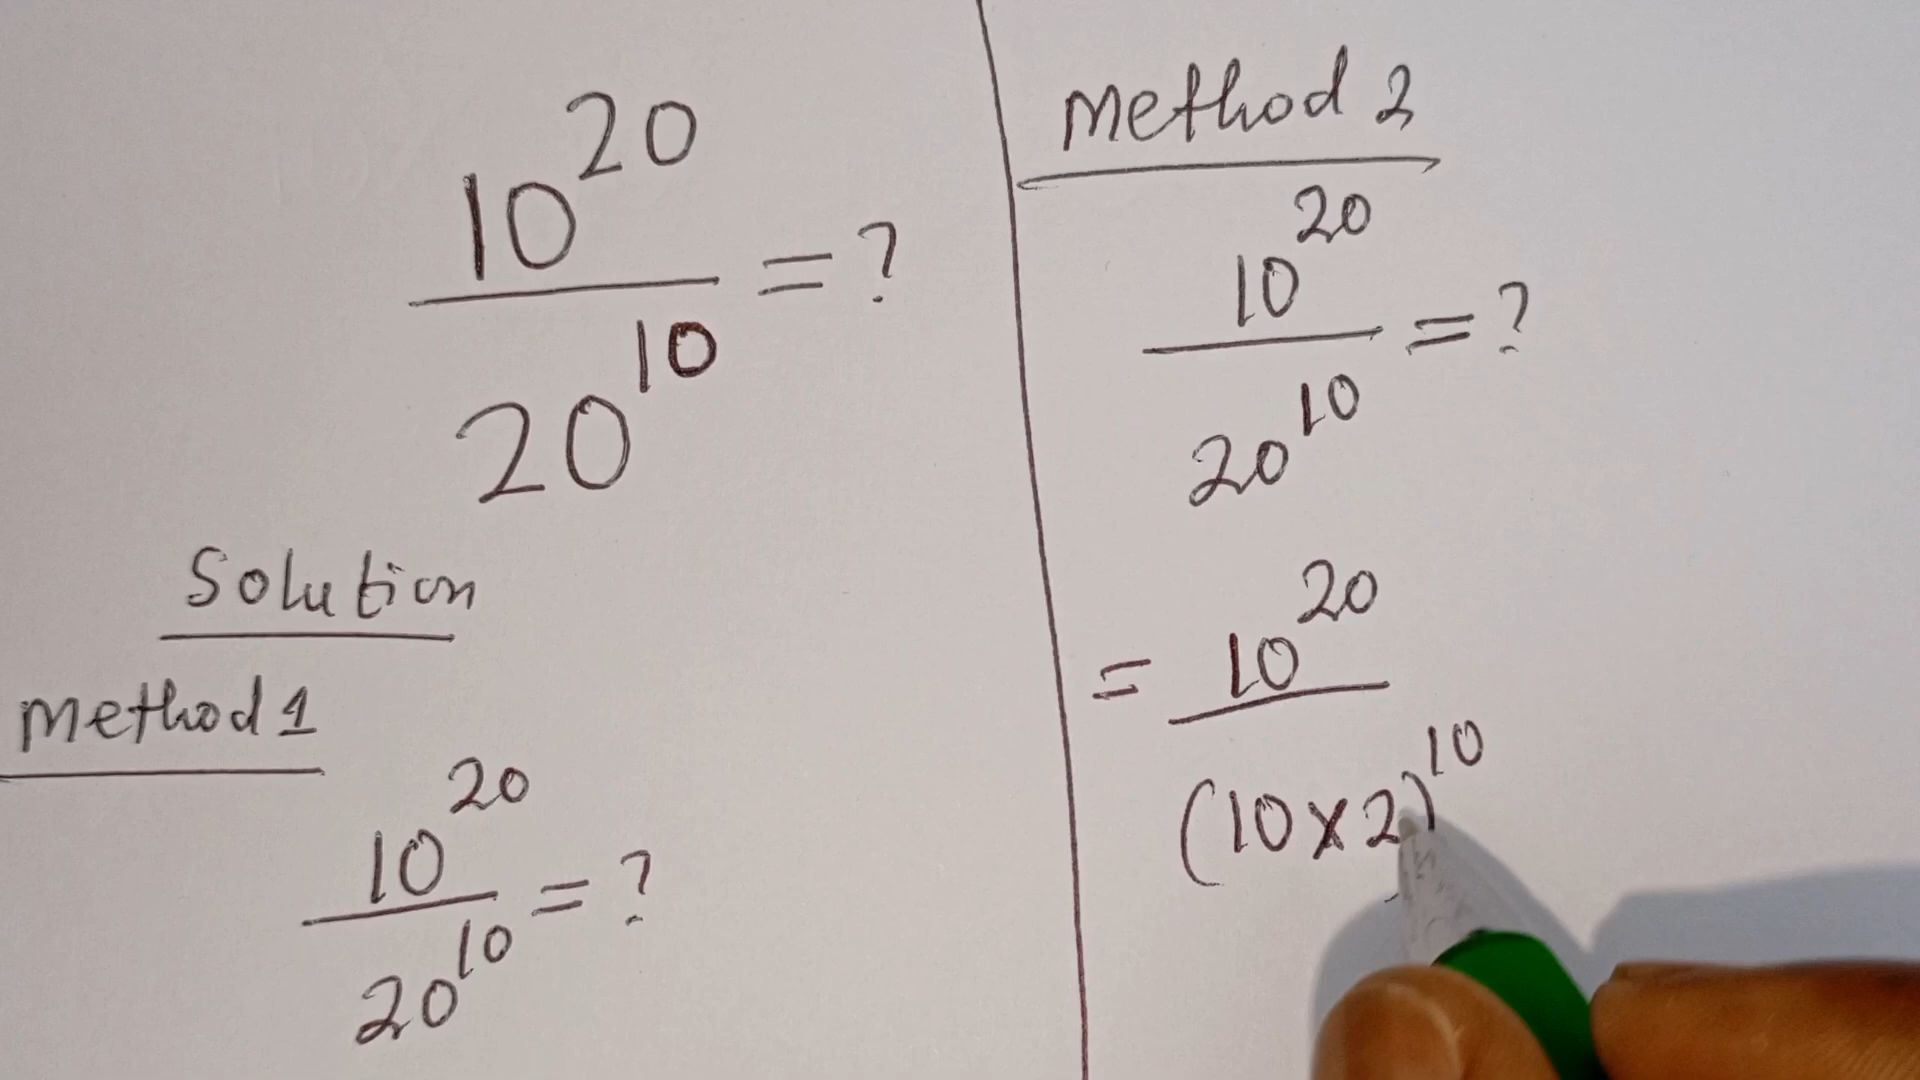 10^20
20^10 = ?
Solution
Method 1
10^20
20^10 = ?
Method 2
10^20
20^10 = ?
= 10^20
(10×2)^10